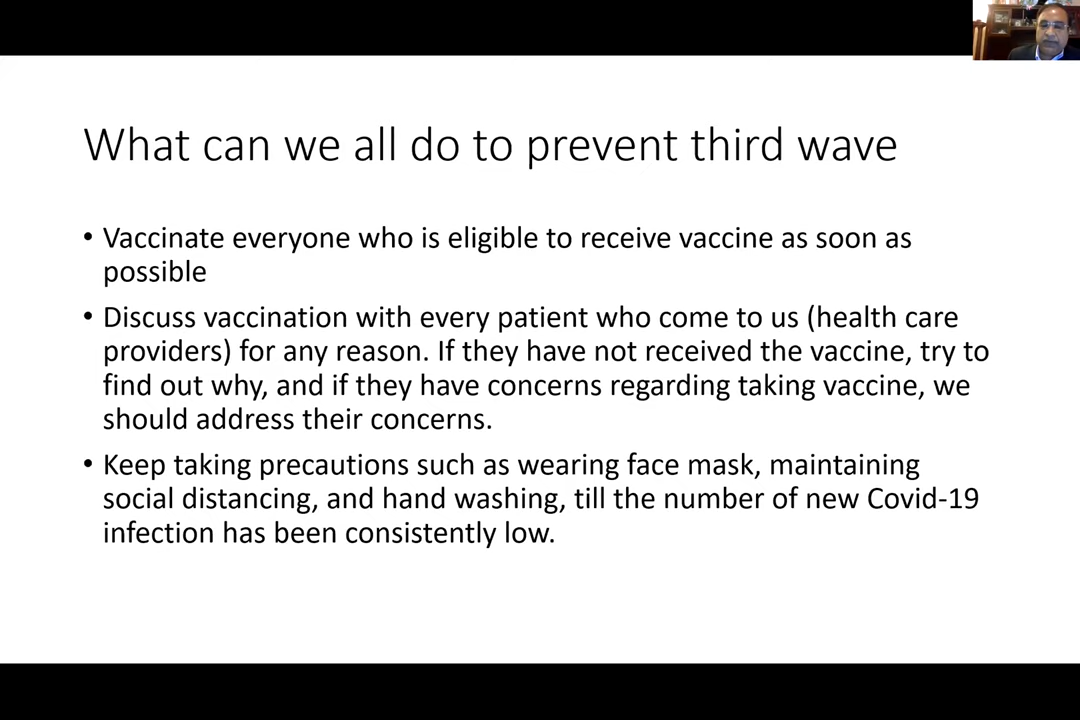 What can we all do to prevent third wave
• Vaccinate everyone who is eligible to receive vaccine as soon as
possible
• Discuss vaccination with every patient who come to us (health care
providers) for any reason. If they have not received the vaccine, try to
find out why, and if they have concerns regarding taking vaccine, we
should address their concerns.
• Keep taking precautions such as wearing face mask, maintaining
social distancing, and hand washing, till the number of new Covid-19
infection has been consistently low.